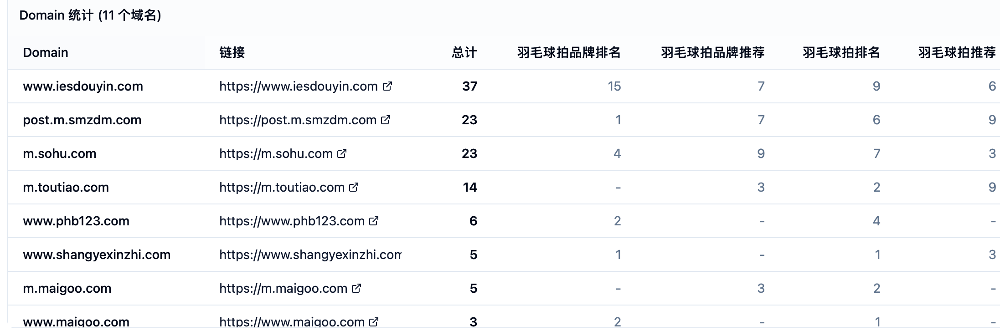 Domain 统计 (11 个域名)
Domain 链接 总计 羽毛球拍品牌排名 羽毛球拍品牌推荐 羽毛球拍排名 羽毛球拍推荐
www.iesdouyin.com https://www.iesdouyin.com 37 15 7 9 6
post.m.smzdm.com https://post.m.smzdm.com 23 1 7 6 9
m.sohu.com https://m.sohu.com 23 4 9 7 3
m.toutiao.com https://m.toutiao.com 14 - 3 2 9
www.phb123.com https://www.phb123.com 6 2 - 4 -
www.shangyexinzhi.com https://www.shangyexinzhi.com 5 1 - 1 3
m.maigoo.com https://m.maigoo.com 5 - 3 2 -
www.maigoo.com https://www.maigoo.com 3 2 - 1 -